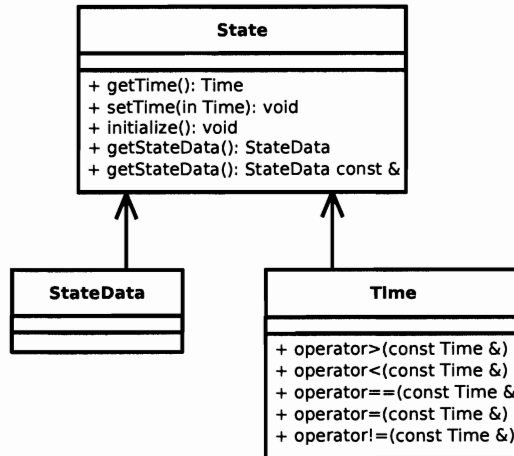 State
+ getTime(): Time
+ setTime(in Time): void
+ initialize(): void
+ getStateData(): StateData
+ getStateData(): StateData const &
StateData
Time
+ operator>(const Time &)
+ operator<(const Time &)
+ operator==(const Time &
+ operator=(const Time &)
+ operator!=(const Time &)